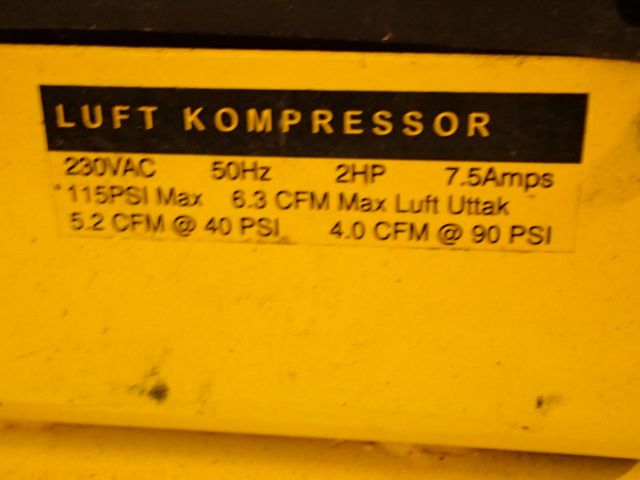 LUFT KOMPRESSOR
230VAC 50Hz 2HP 7.5Amps
115PSI Max 6.3 CFM Max Luft Uttak
5.2 CFM @ 40 PSI 4.0 CFM @ 90 PSI